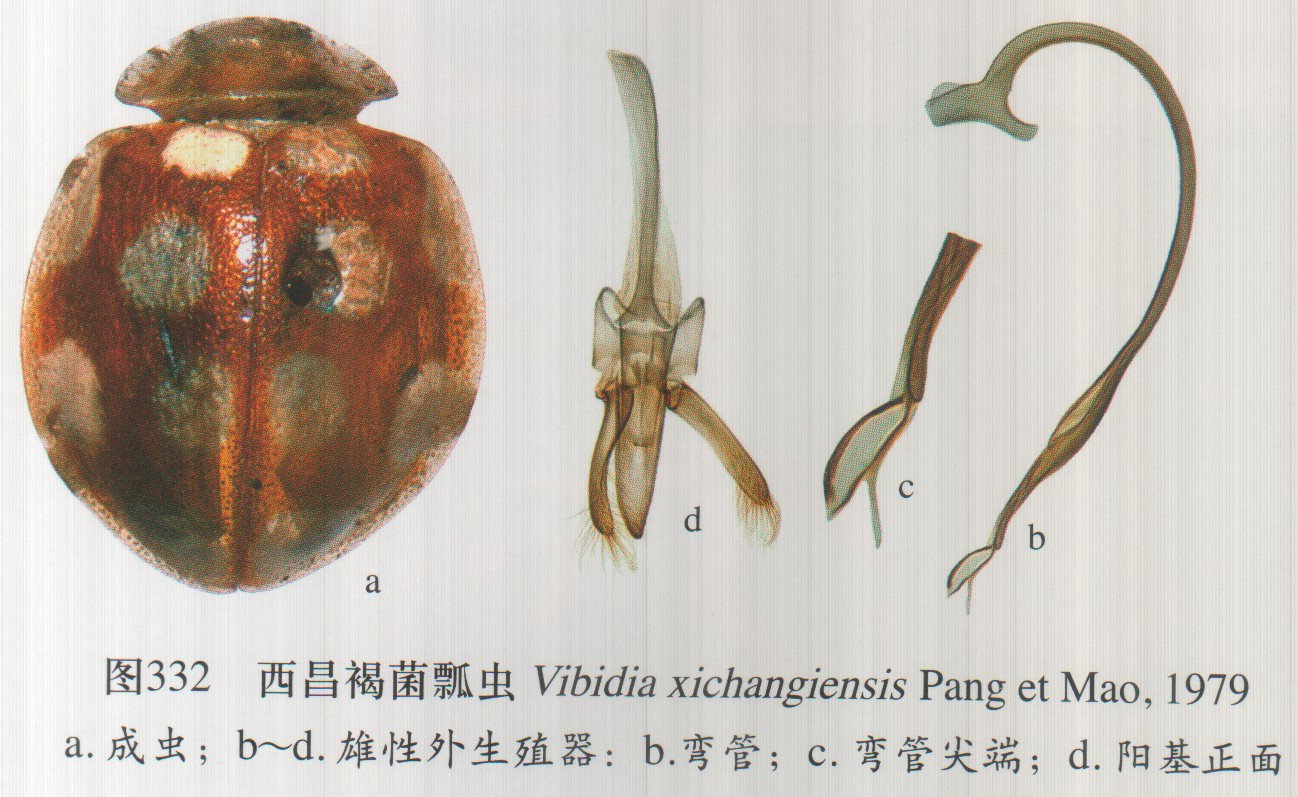 a
d
c
b
图332 西昌褐菌瓢虫 Vibidia xichangiensis Pang et Mao, 1979
a. 成虫；b～d. 雄性外生殖器：b.弯管；c. 弯管尖端；d. 阳基正面